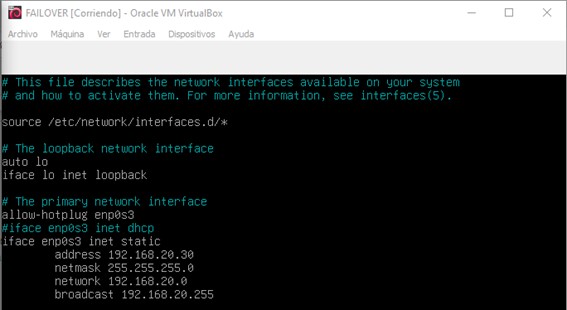 FAILOVER [Corriendo] - Oracle VM VirtualBox
Archivo Máquina Ver Entrada Dispositivos Ayuda
# This file describes the network interfaces available on your system
# and how to activate them. For more information, see interfaces(5).
source /etc/network/interfaces.d/*
# The loopback network interface
auto lo
iface lo inet loopback
# The primary network interface
allow-hotplug enp0s3
#iface enp0s3 inet dhcp
iface enp0s3 inet static
address 192.168.20.30
netmask 255.255.255.0
network 192.168.20.0
broadcast 192.168.20.255